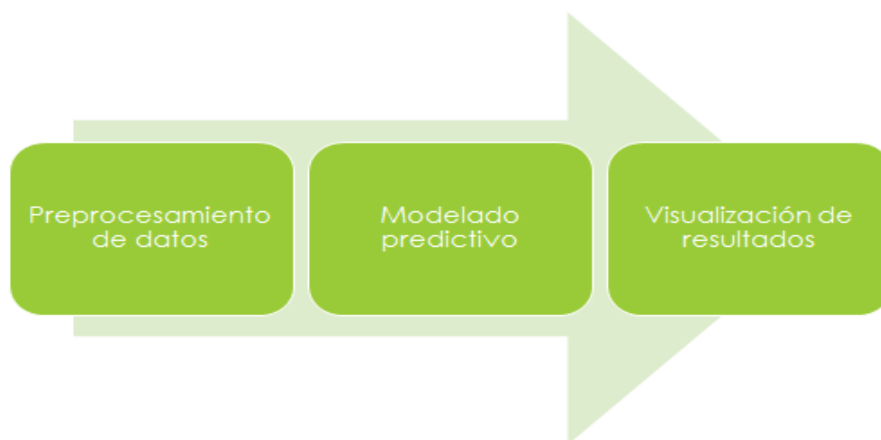 Preprocesamiento
de datos
Modelado
predictivo
Visualización de
resultados